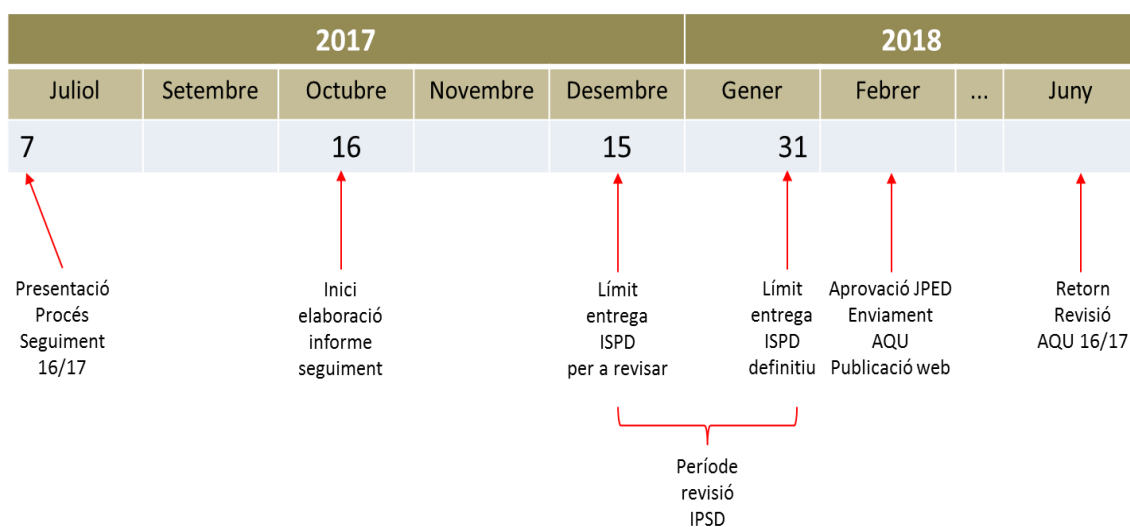 2017 2018
Juliol Setembre Octubre Novembre Desembre Gener Febrer ... Juny
7 16 15 31
Presentació
Procés
Seguiment
16/17
Inici
elaboració
informe
seguiment
Límit
entrega
ISPD
per a revisar
Límit
entrega
ISPD
definitiu
Aprovació JPED
Enviament
AQU
Publicació web
Retorn
Revisió
AQU 16/17
Període
revisió
IPSD